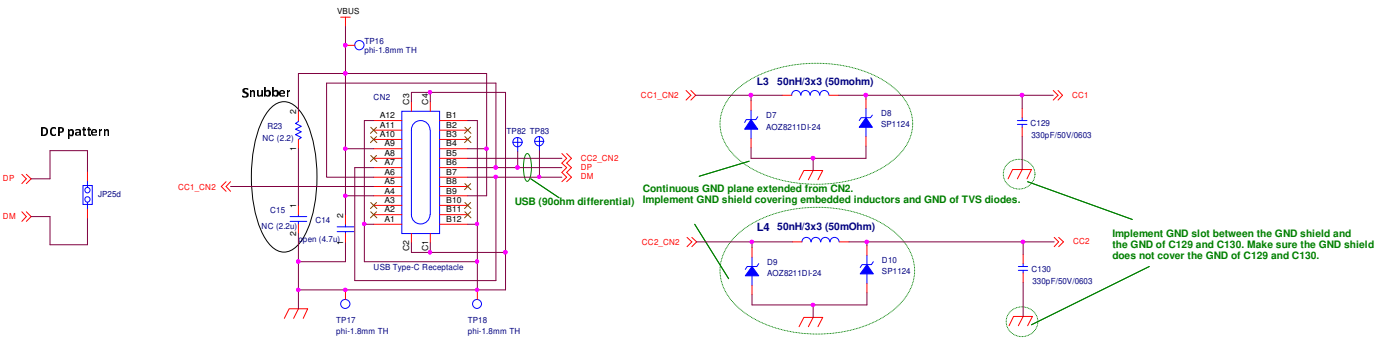 VBUS
TP16
phi-1.8mm TH
Snubber
DCP pattern
DP
DM
JP25d
R23
NC (2.2)
2
1
CC1_CN2
C15
NC (2.2u)
2
1
C14
open (4.7u)
2
1
CN2
C3
C4
A12
A11
A10
A9
A8
A7
A6
A5
A4
A3
A2
A1
B1
B2
B3
B4
B5
B6
B7
B8
B9
B10
B11
B12
C2
C1
USB Type-C Receptacle
TP82
TP83
CC2_CN2
DP
DM
USB (90ohm differential)
TP17
phi-1.8mm TH
TP18
phi-1.8mm TH
L3 50nH/3x3 (50mohm)
CC1_CN2
CC1
D7
AOZ8211DI-24
D8
SP1124
C129
330pF/50V/0603
Continuous GND plane extended from CN2.
Implement GND shield covering embedded inductors and GND of TVS diodes.
L4 50nH/3x3 (50mOhm)
CC2_CN2
CC2
D9
AOZ8211DI-24
D10
SP1124
C130
330pF/50V/0603
Implement GND slot between the GND shield and
the GND of C129 and C130. Make sure the GND shield
does not cover the GND of C129 and C130.